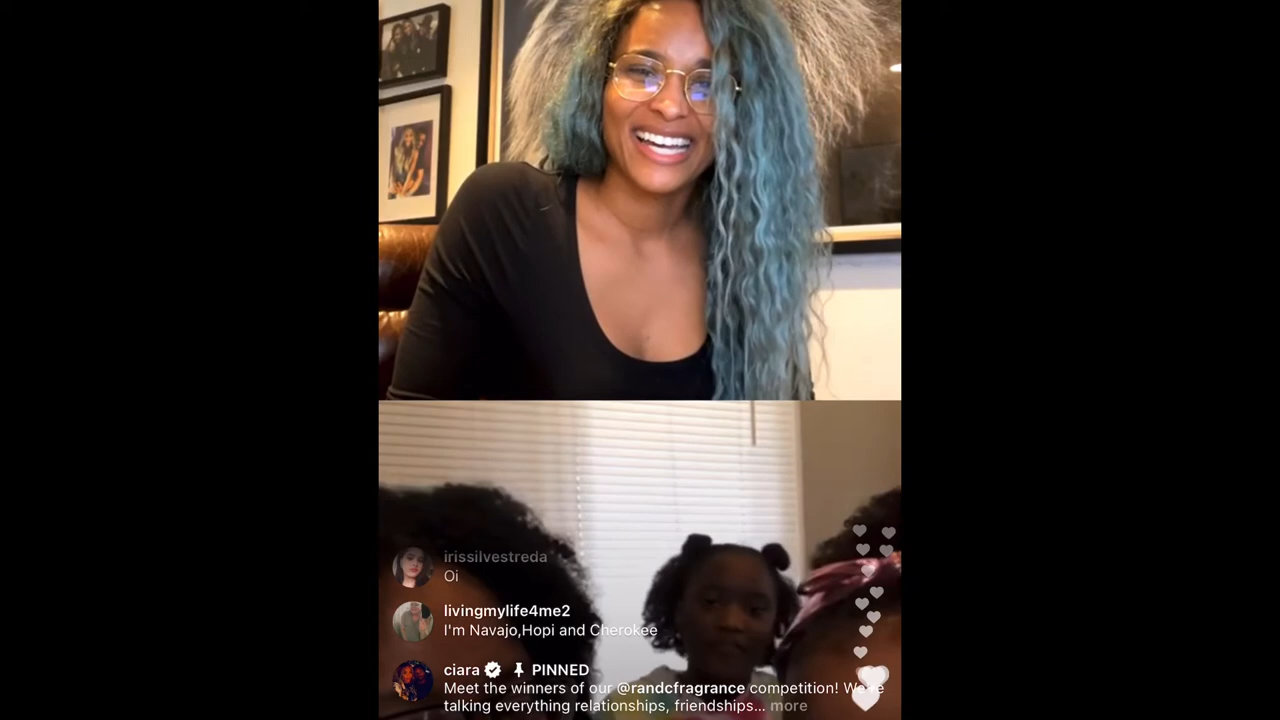 irissilvestreda
Oi
livingmylife4me2
I'm Navajo,Hopi and Cherokee
ciara PINNED
Meet the winners of our @randcfragrance competition! We're
talking everything relationships, friendships... more